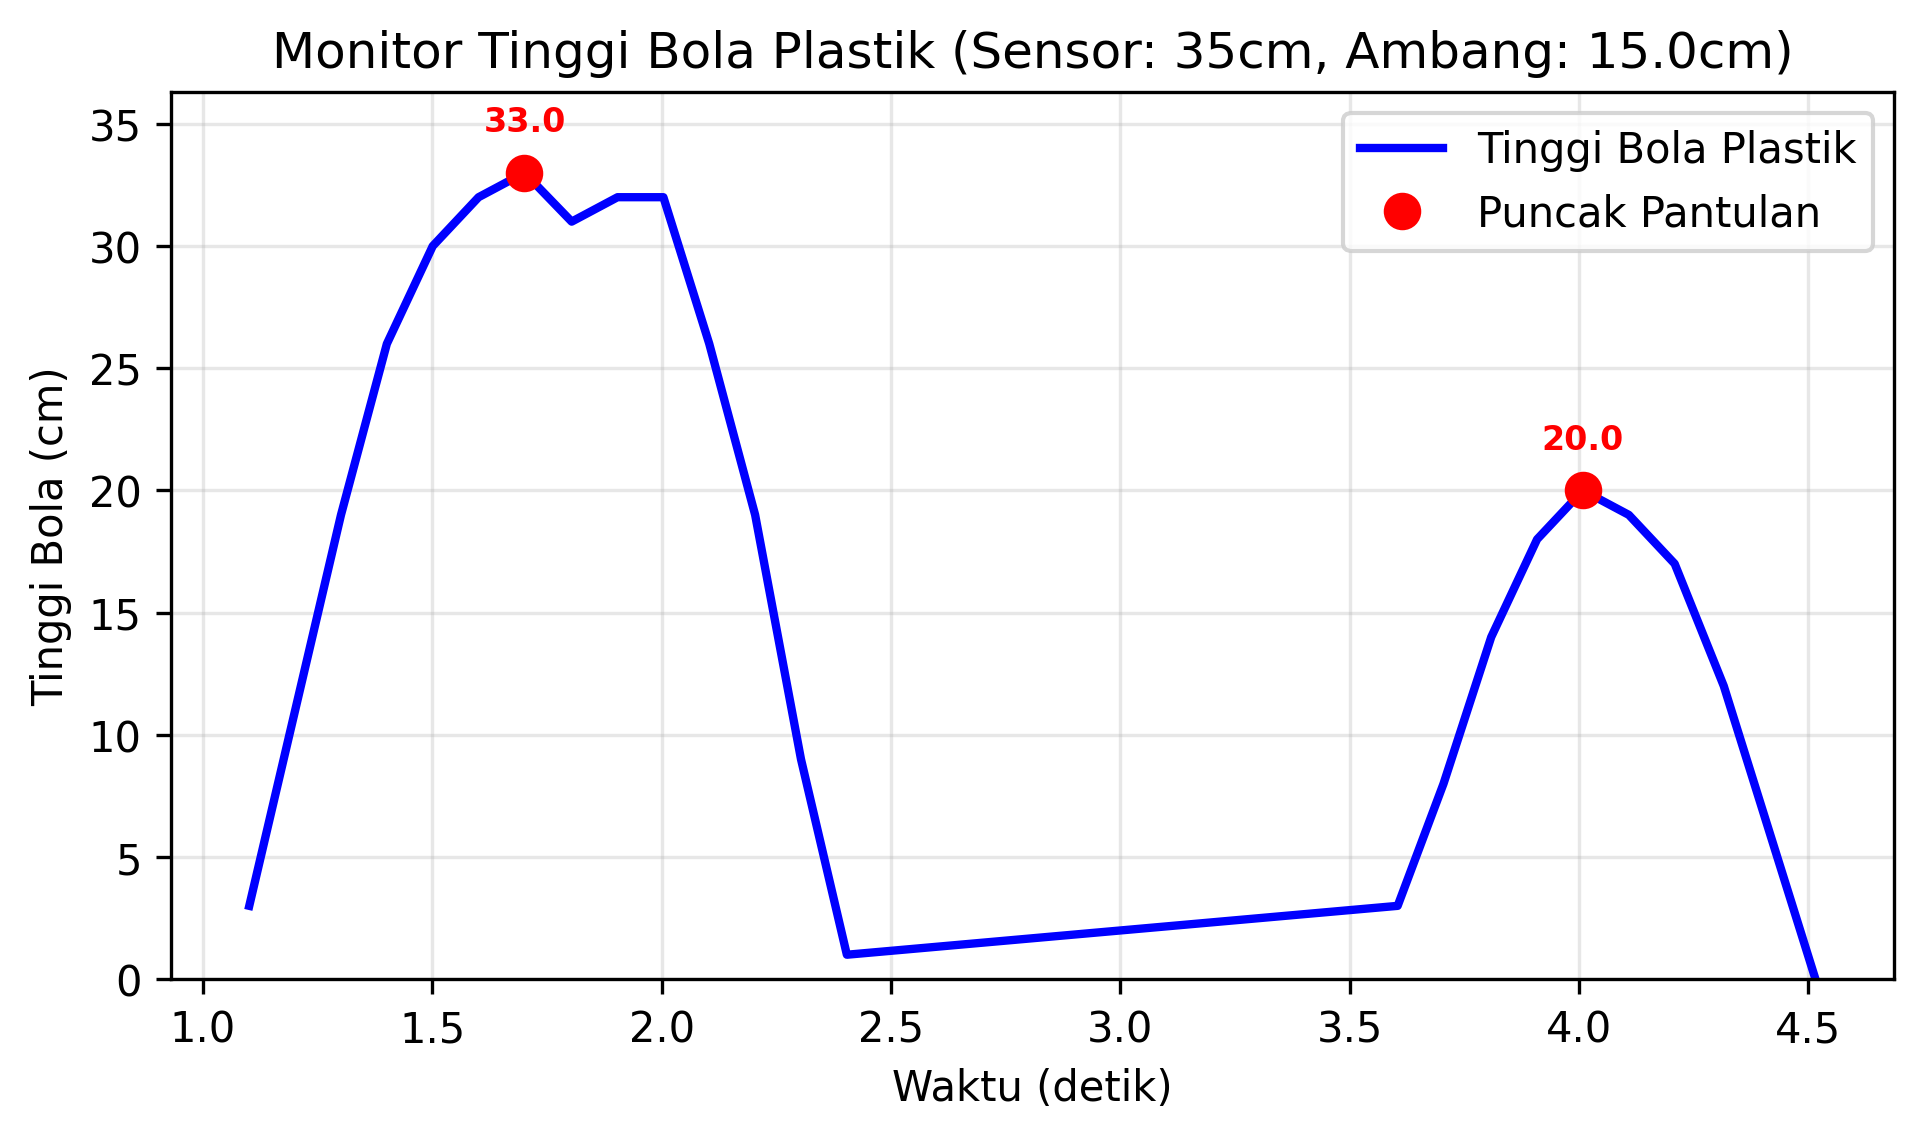 Monitor Tinggi Bola Plastik (Sensor: 35cm, Ambang: 15.0cm)
33.0
20.0
Tinggi Bola Plastik
Puncak Pantulan
Tinggi Bola (cm)
35
30
25
20
15
10
5
0
1.0 1.5 2.0 2.5 3.0 3.5 4.0 4.5
Waktu (detik)